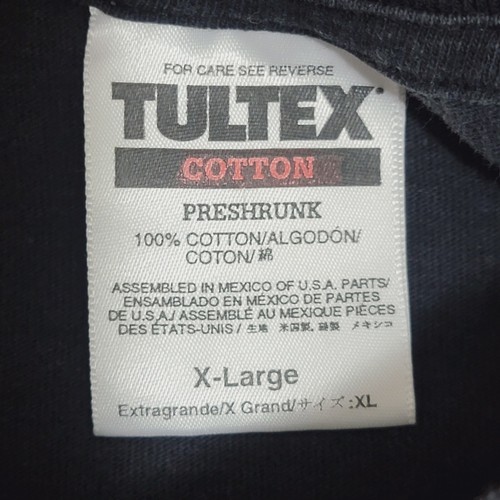 FOR CARE SEE REVERSE
TULTEX®
COTTON
PRESHRUNK
100% COTTON/ALGODÓN/
COTON/綿
ASSEMBLED IN MEXICO OF U.S.A. PARTS/
ENSAMBLADO EN MÉXICO DE PARTES
DE U.S.A./ ASSEMBLÉ AU MEXIQUE PIÈCES
DES ÉTATS-UNIS / 生地 米国製, 縫製 メキシコ
X-Large
Extragrande/X Grand/サイズ:XL